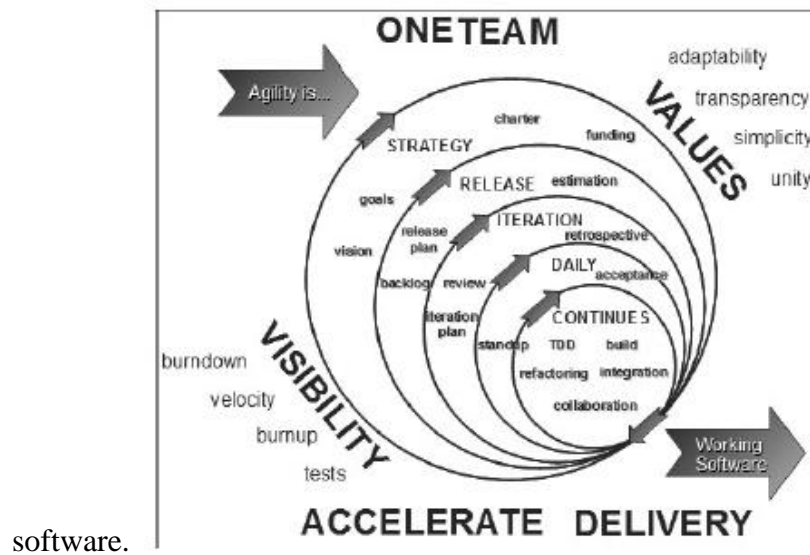 ONE TEAM
Agility is...
adaptability
transparency
simplicity
unity
VALUES
charter
funding
STRATEGY
RELEASE
estimation
goals
ITERATION
release
plan
retrospective
vision
DAILY
acceptance
backlog
review
CONTINUES
iteration
plan
standup
TDD
build
refactoring
integration
collaboration
VISIBILITY
burndown
velocity
burnup
tests
Working
Software
ACCELERATE DELIVERY
software.